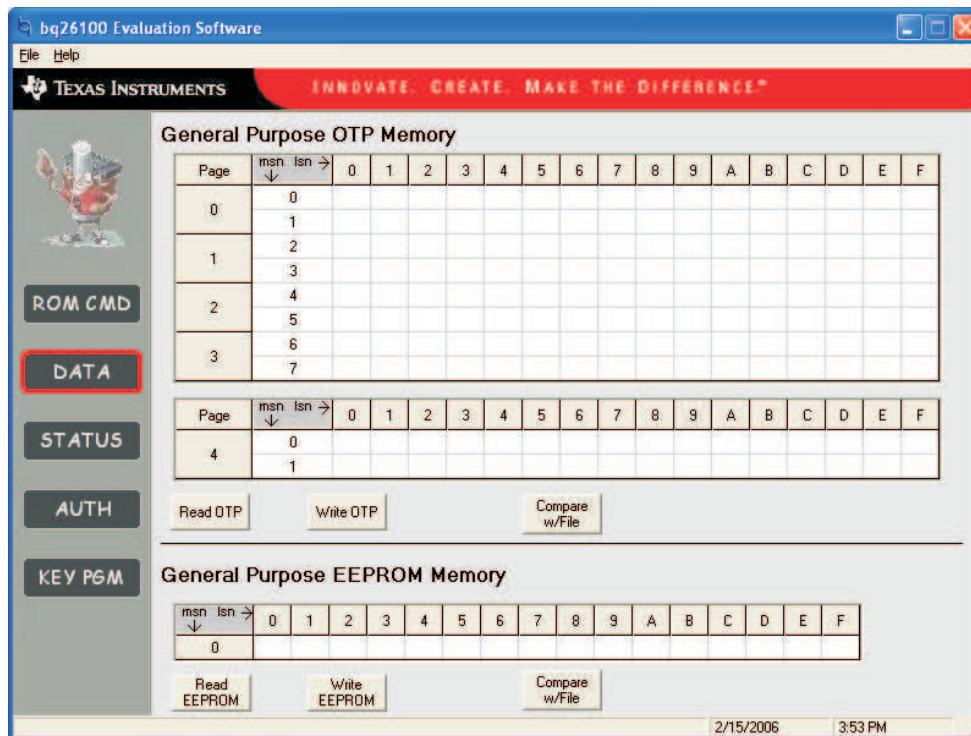 bq26100 Evaluation Software
File Help
TEXAS INSTRUMENTS
INNOVATE. CREATE. MAKE THE DIFFERENCE.™
ROM CMD
DATA
STATUS
AUTH
KEY PGM
General Purpose OTP Memory
Page msn lsn → ↓ 0 1 2 3 4 5 6 7 8 9 A B C D E F
0 0
1
1 2
3
2 4
5
3 6
7
Page msn lsn → ↓ 0 1 2 3 4 5 6 7 8 9 A B C D E F
4 0
1
Read OTP
Write OTP
Compare
w/File
General Purpose EEPROM Memory
msn lsn → ↓ 0 1 2 3 4 5 6 7 8 9 A B C D E F
0
Read
EEPROM
Write
EEPROM
Compare
w/File
2/15/2006 3:53 PM